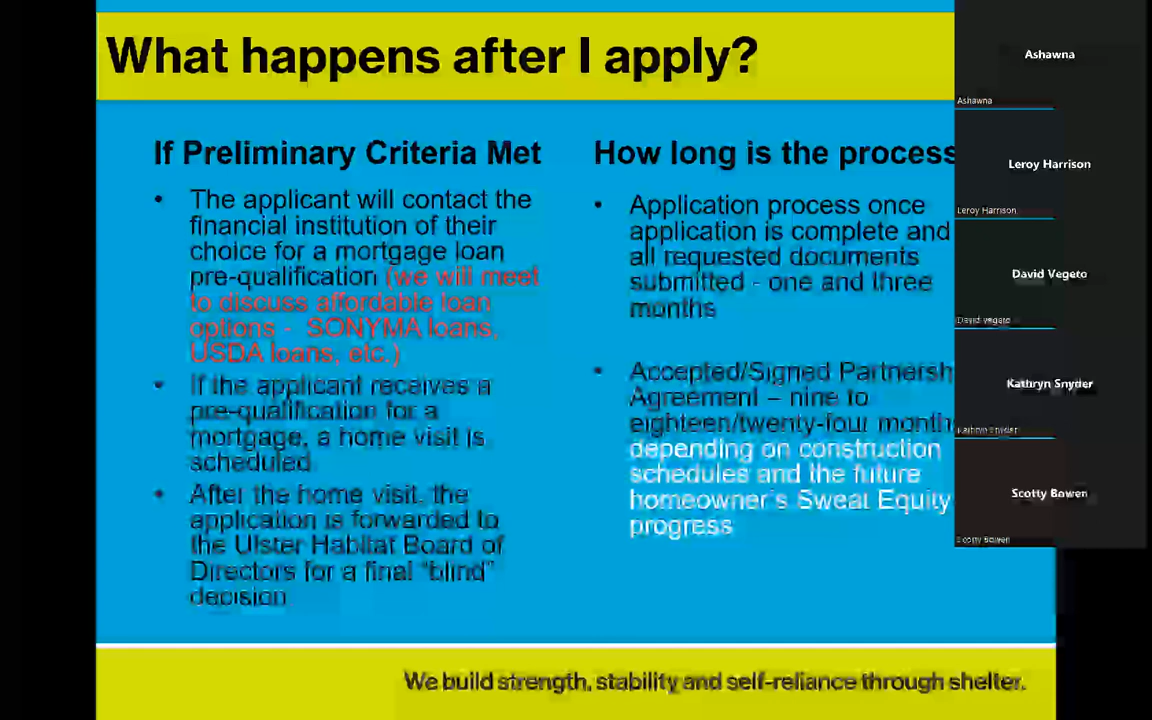 What happens after I apply?
If Preliminary Criteria Met
• The applicant will contact the
financial institution of their
choice for a mortgage loan
pre-qualification (we will meet
to discuss affordable loan
options - SONYMA loans,
USDA loans, etc.)
• If the applicant receives a
pre-qualification for a
mortgage, a home visit is
scheduled
• After the home visit, the
application is forwarded to
the Ulster Habitat Board of
Directors for a final “blind”
decision
How long is the process
• Application process once
application is complete and
all requested documents
submitted - one and three
months
• Accepted/Signed Partnersh
Agreement – nine to
eighteen/twenty-four month
depending on construction
schedules and the future
homeowner's Sweat Equity
progress
We build strength, stability and self-reliance through shelter.
Ashawna
Ashawna
Leroy Harrison
Leroy Harrison
David Vegeto
David Vegeto
Kathryn Snyder
Kathryn Snyder
Scotty Bowen
Scotty Bowen